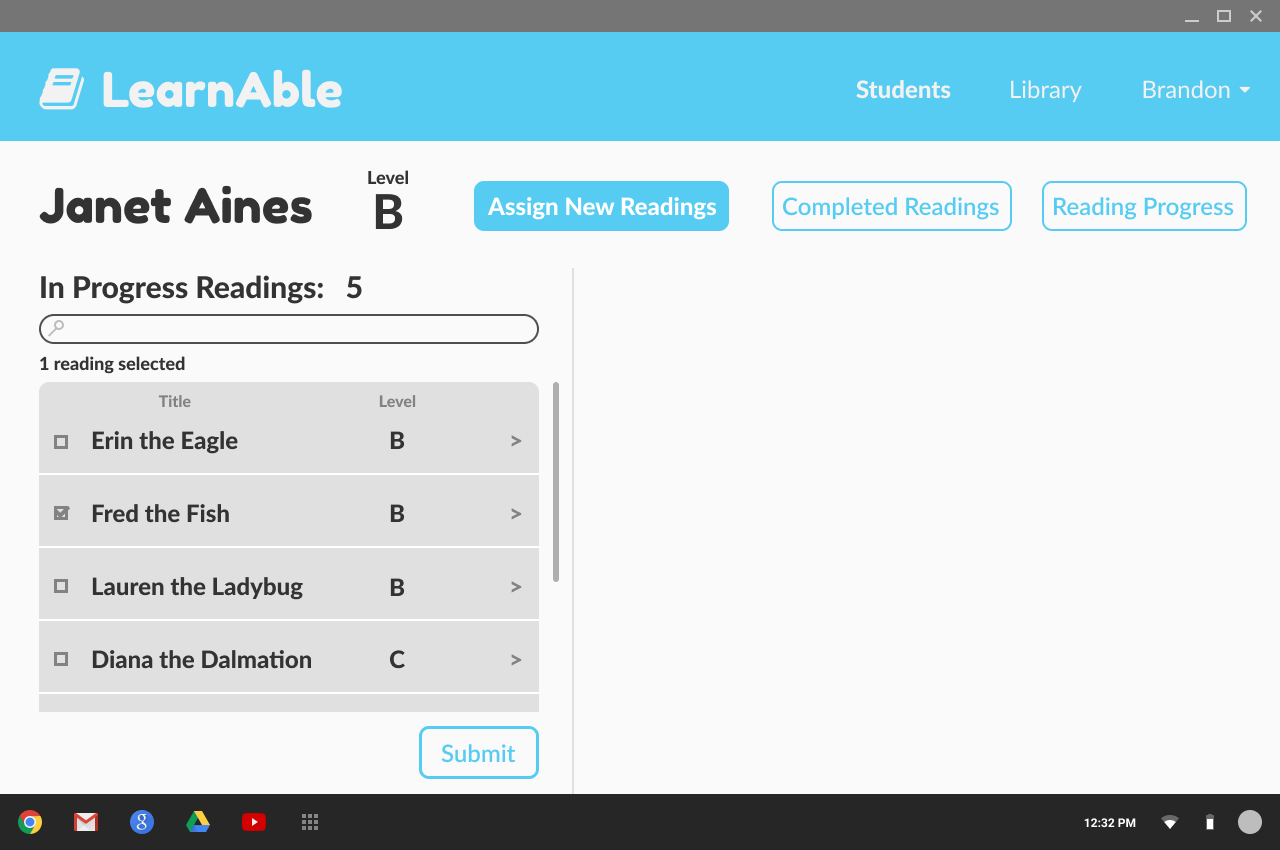 LearnAble
Students Library Brandon
Janet Aines
Level
B
Assign New Readings
Completed Readings
Reading Progress
In Progress Readings: 5
1 reading selected
Title Level
Erin the Eagle B >
Fred the Fish B >
Lauren the Ladybug B >
Diana the Dalmation C >
Submit
12:32 PM